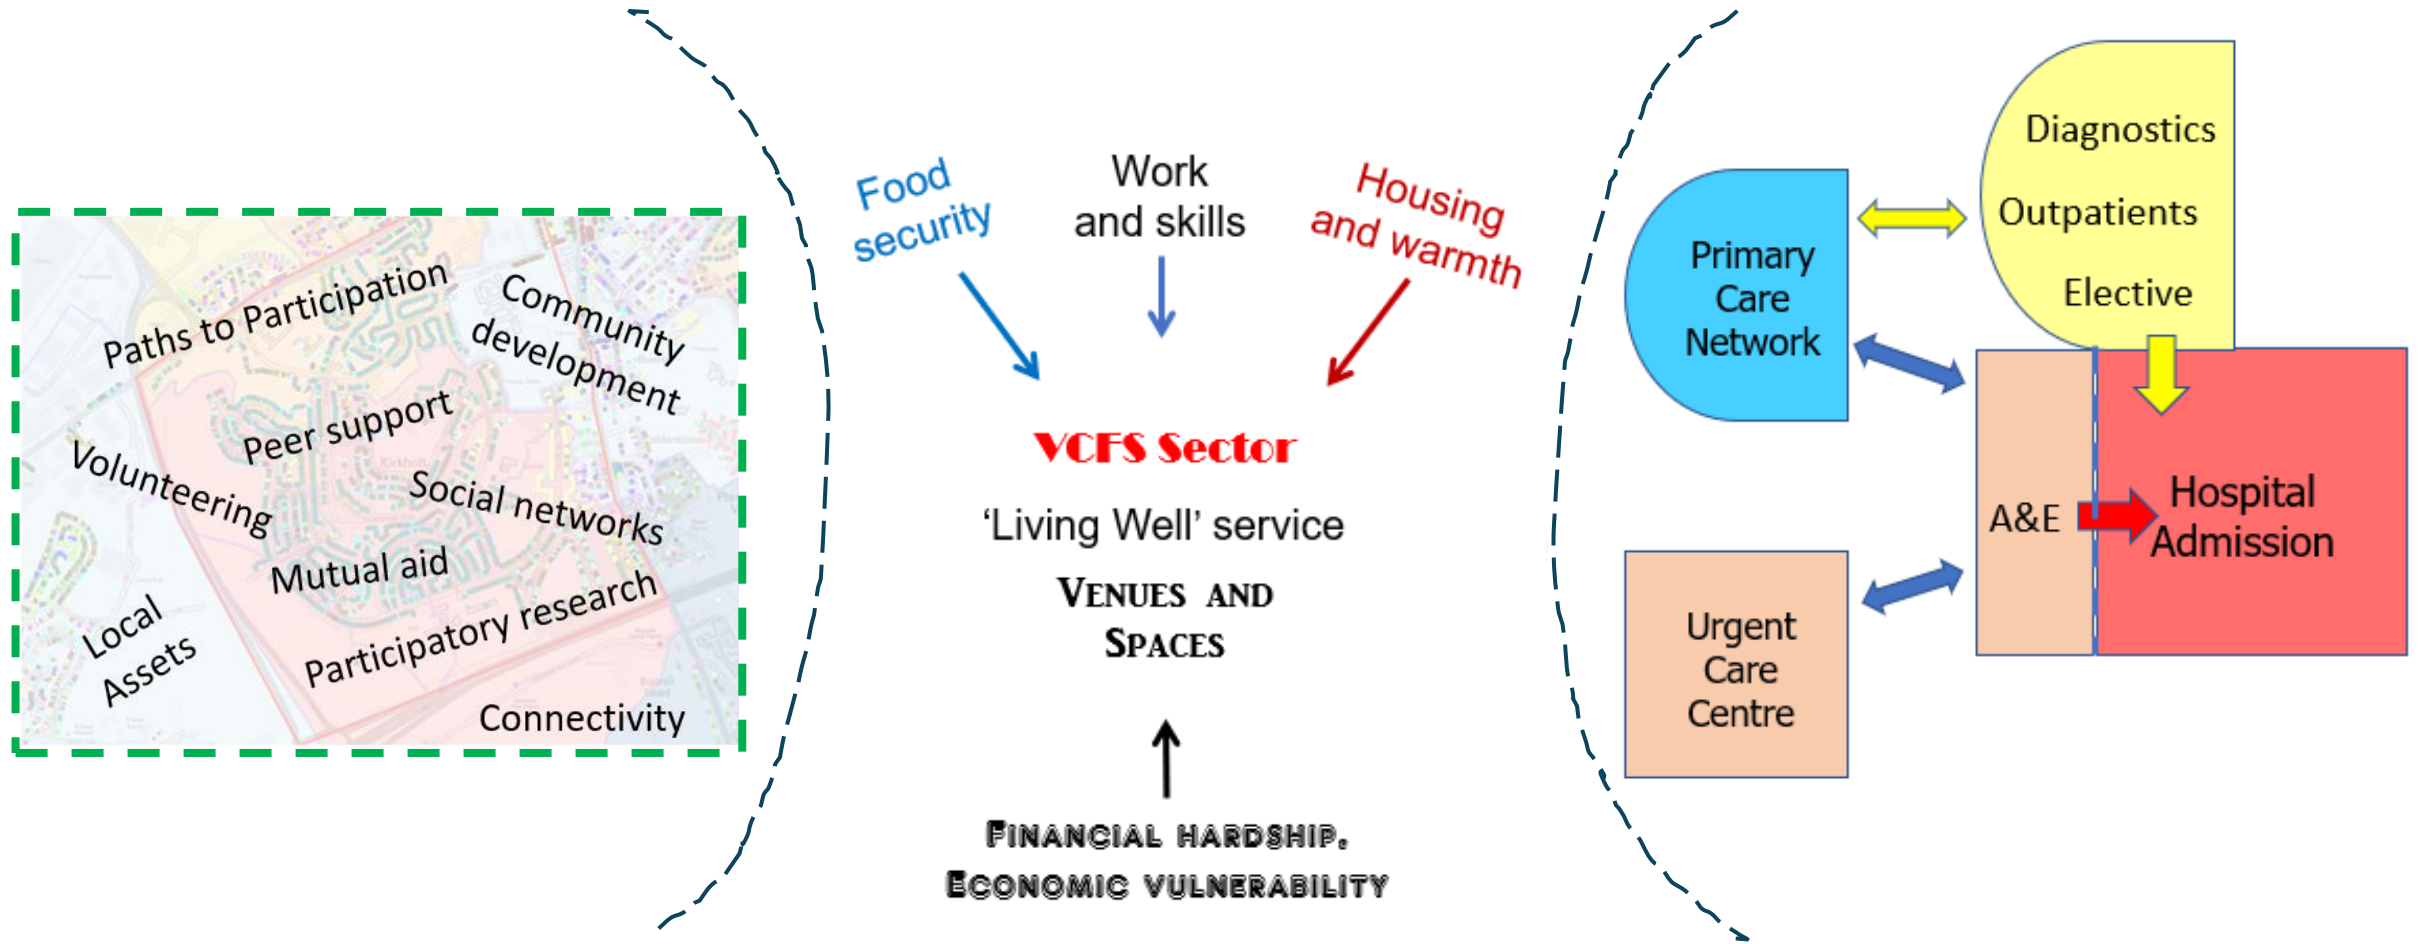 Paths to Participation
Community
development
Peer support
Volunteering
Social networks
Mutual aid
Participatory research
Local
Assets
Connectivity
Food
security
Work
and skills
Housing
and warmth
VCFS Sector
‘Living Well’ service
VENUES AND
SPACES
FINANCIAL HARDSHIP,
ECONOMIC VULNERABILITY
Primary
Care
Network
Diagnostics
Outpatients
Elective
A&E
Hospital
Admission
Urgent
Care
Centre